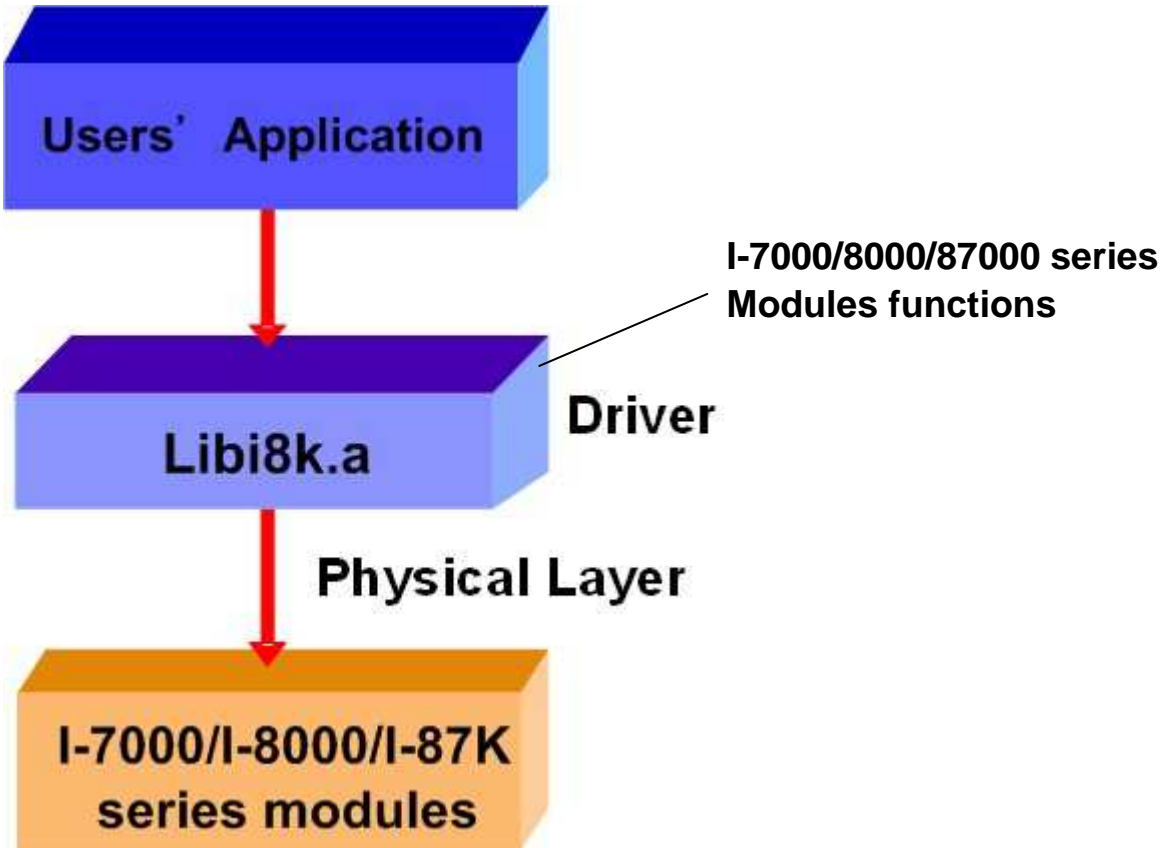 Users’ Application
I-7000/8000/87000 series
Modules functions
Driver
Libi8k.a
Physical Layer
I-7000/I-8000/I-87K
series modules